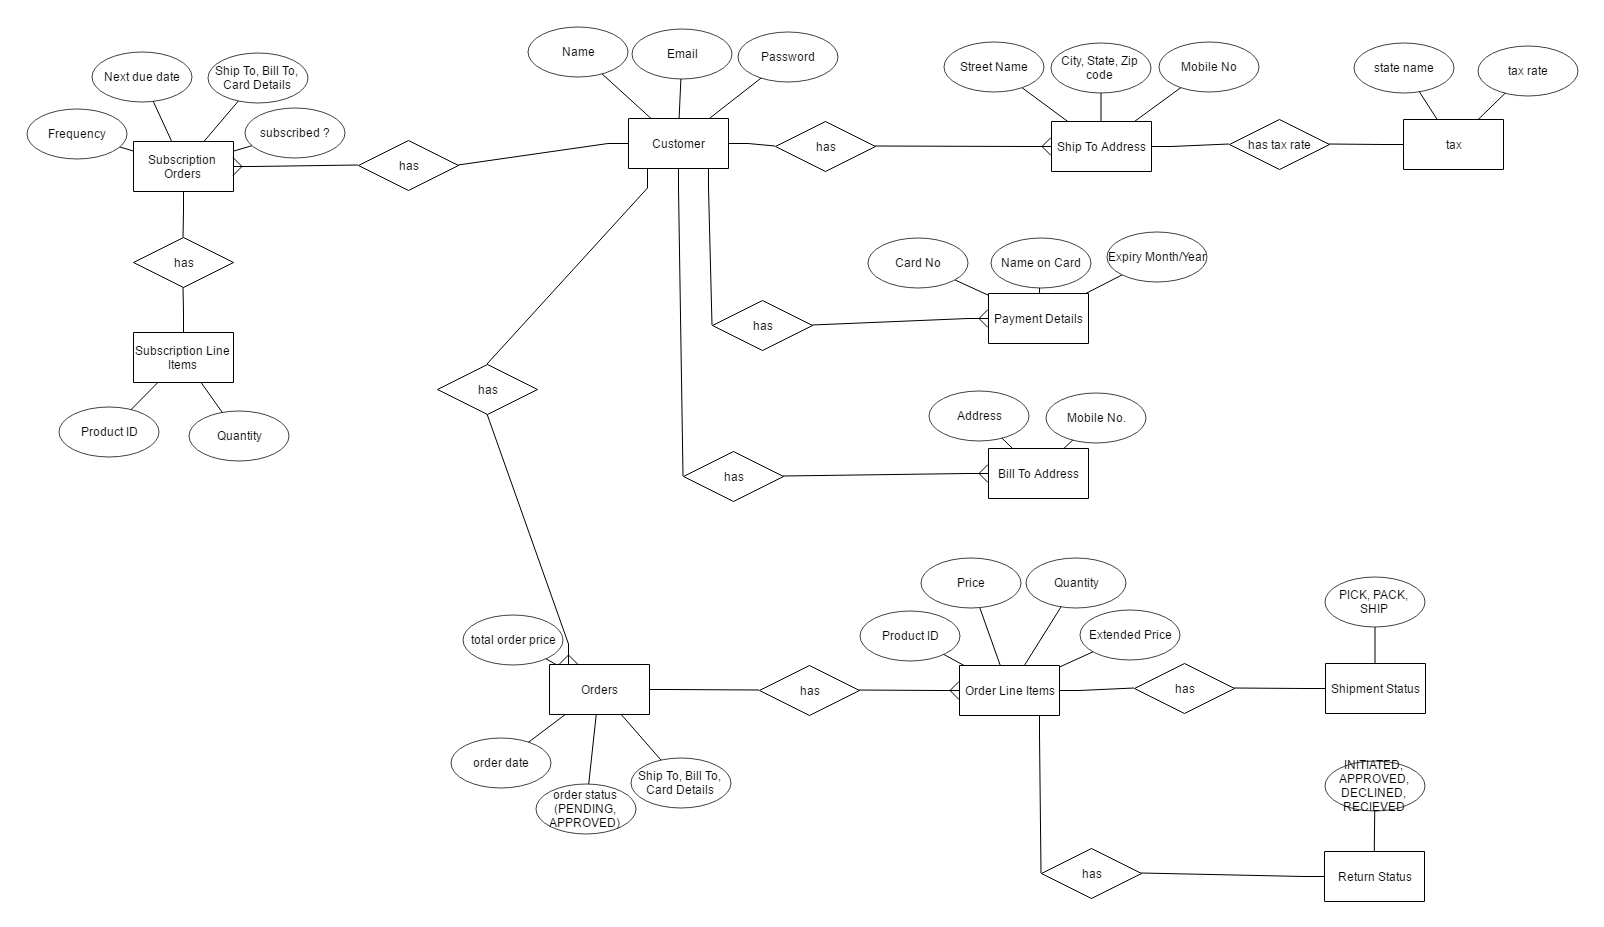 Name
Email
Password
Street Name
City, State, Zip
code
Mobile No
state name
tax rate
Next due date
Ship To, Bill To,
Card Details
Frequency
subscribed ?
Subscription
Orders
has
Customer
has
Ship To Address
has tax rate
tax
has
Card No
Name on Card
Expiry Month/Year
has
Payment Details
Subscription Line
Items
has
Product ID
Quantity
Address
Mobile No.
has
Bill To Address
Price
Quantity
PICK, PACK,
SHIP
total order price
Product ID
Extended Price
Orders
has
Order Line Items
has
Shipment Status
order date
Ship To, Bill To,
Card Details
order status
(PENDING,
APPROVED)
INITIATED,
APPROVED,
DECLINED,
RECIEVED
has
Return Status